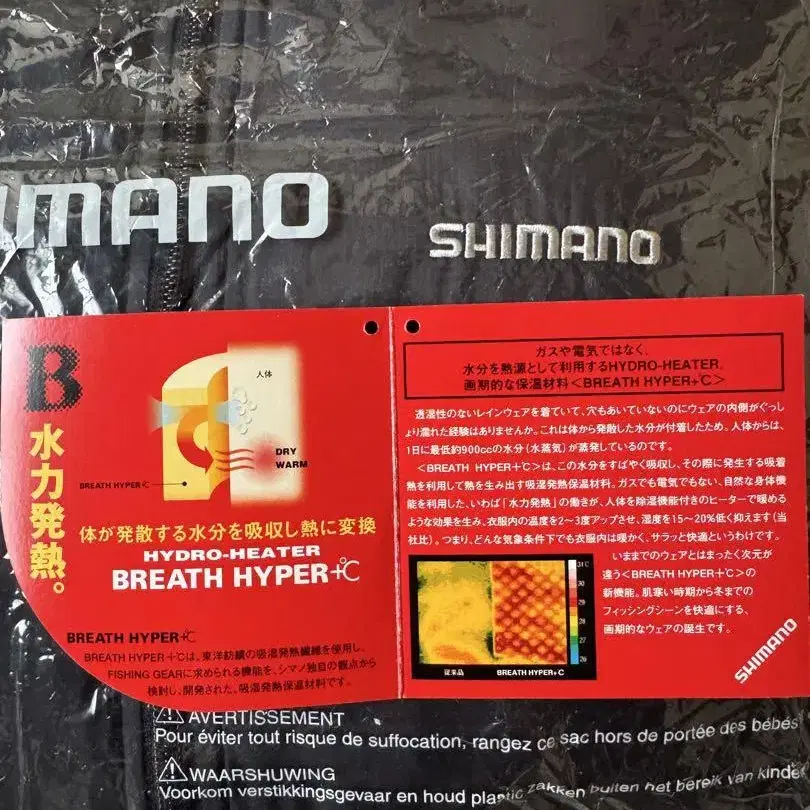 IMANO
SHIMANO
B
水力発熱。
人体
DRY
WARM
BREATH HYPER+℃
体が発散する水分を吸収し熱に変換
HYDRO-HEATER
BREATH HYPER+℃
BREATH HYPER+℃
BREATH HYPER+℃は、東洋紡績の吸湿発熱繊維を使用し、
FISHING GEARに求められる機能を、シマノ独自の観点から
検討し、開発された、吸湿発熱保温材料です。
ガスや電気ではなく、
水分を熱源として利用するHYDRO-HEATER。
画期的な保温材料<BREATH HYPER+℃>
透湿性のないレインウェアを着ていて、穴もあいていないのにウェアの内側がぐっし
より濡れた経験はありませんか。これは体から発散した水分が付着したため。人体からは、
1日に最低約900ccの水分(水蒸気)が蒸発しているのです。
<BREATH HYPER+℃>は、この水分をすばやく吸収し、その際に発生する吸着
熱を利用して熱を生み出す吸湿発熱保温材料。ガスでも電気でもない、自然な身体機
能を利用した、いわば「水力発熱」の働きが、人体を除湿機能付きのヒーターで暖める
ような効果を生み、衣服内の温度を2~3度アップさせ、湿度を15~20%低く抑えます(当
社比)。つまり、どんな気象条件下でも衣服内は暖かく、サラッと快適というわけです。
いままでのウェアとはまったく次元が
違う<BREATH HYPER+℃>の
新機能。肌寒い時期から冬までの
フィッシングシーンを快適にする、
画期的なウェアの誕生です。
31℃
30
29
28
27
26
従来品
BREATH HYPER+℃
SHIMANO
AVERTISSEMENT
Pour éviter tout risque de suffocation, rangez ce sac hors de portée des bébés
WAARSHUWING
Voorkom verstikkingsgevaar en houd plastic zakken buiten het bereik van kinde